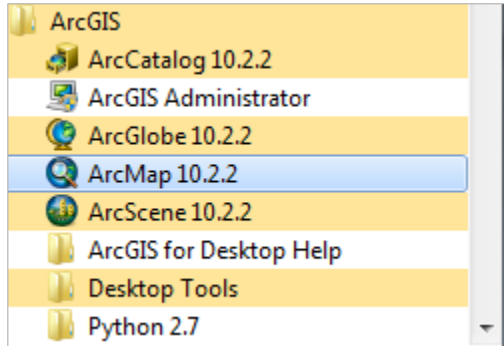 ArcGIS
ArcCatalog 10.2.2
ArcGIS Administrator
ArcGlobe 10.2.2
ArcMap 10.2.2
ArcScene 10.2.2
ArcGIS for Desktop Help
Desktop Tools
Python 2.7